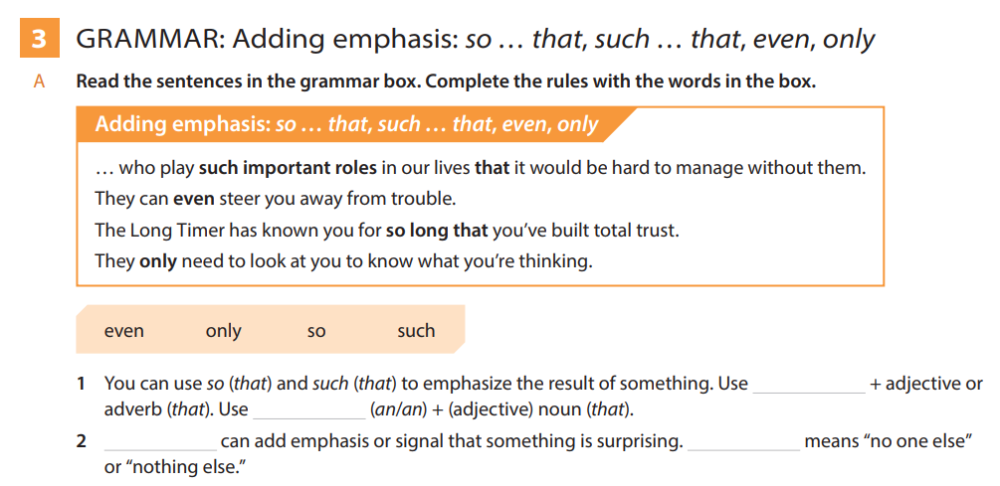 3 GRAMMAR: Adding emphasis: so … that, such … that, even, only
A Read the sentences in the grammar box. Complete the rules with the words in the box.
Adding emphasis: so … that, such … that, even, only
… who play such important roles in our lives that it would be hard to manage without them.
They can even steer you away from trouble.
The Long Timer has known you for so long that you’ve built total trust.
They only need to look at you to know what you’re thinking.
even only so such
1 You can use so (that) and such (that) to emphasize the result of something. Use ____________ + adjective or
adverb (that). Use ____________ (an/an) + (adjective) noun (that).
2 ____________ can add emphasis or signal that something is surprising. ____________ means “no one else”
or “nothing else.”